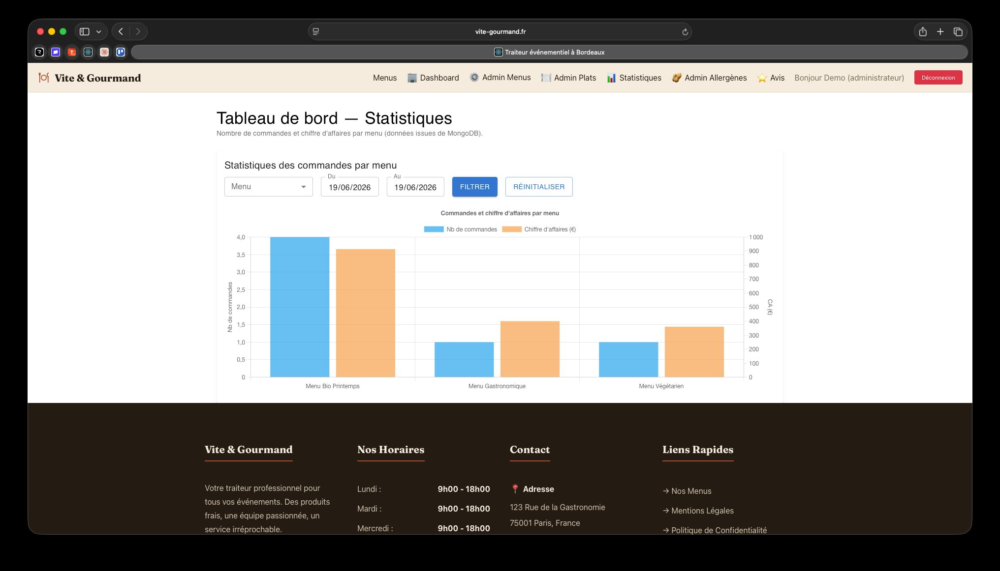 vite-gourmand.fr
Traiteur événementiel à Bordeaux
Vite & Gourmand
Menus
Dashboard
Admin Menus
Admin Plats
Statistiques
Admin Allergènes
Avis
Bonjour Demo (administrateur)
Déconnexion
Tableau de bord — Statistiques
Nombre de commandes et chiffre d'affaires par menu (données issues de MongoDB).
Statistiques des commandes par menu
Menu
Du
19/06/2026
Au
19/06/2026
FILTRER
RÉINITIALISER
Commandes et chiffre d'affaires par menu
Nb de commandes
Chiffre d'affaires (€)
Nb de commandes
4,0
3,5
3,0
2,5
2,0
1,5
1,0
0,5
0
1 000
900
800
700
600
500
400
300
200
100
0
CA (€)
Menu Bio Printemps
Menu Gastronomique
Menu Végétarien
Vite & Gourmand
Votre traiteur professionnel pour
tous vos événements. Des produits
frais, une équipe passionnée, un
service irréprochable.
Nos Horaires
Lundi : 9h00 - 18h00
Mardi : 9h00 - 18h00
Mercredi : 9h00 - 18h00
Contact
Adresse
123 Rue de la Gastronomie
75001 Paris, France
Liens Rapides
→ Nos Menus
→ Mentions Légales
→ Politique de Confidentialité